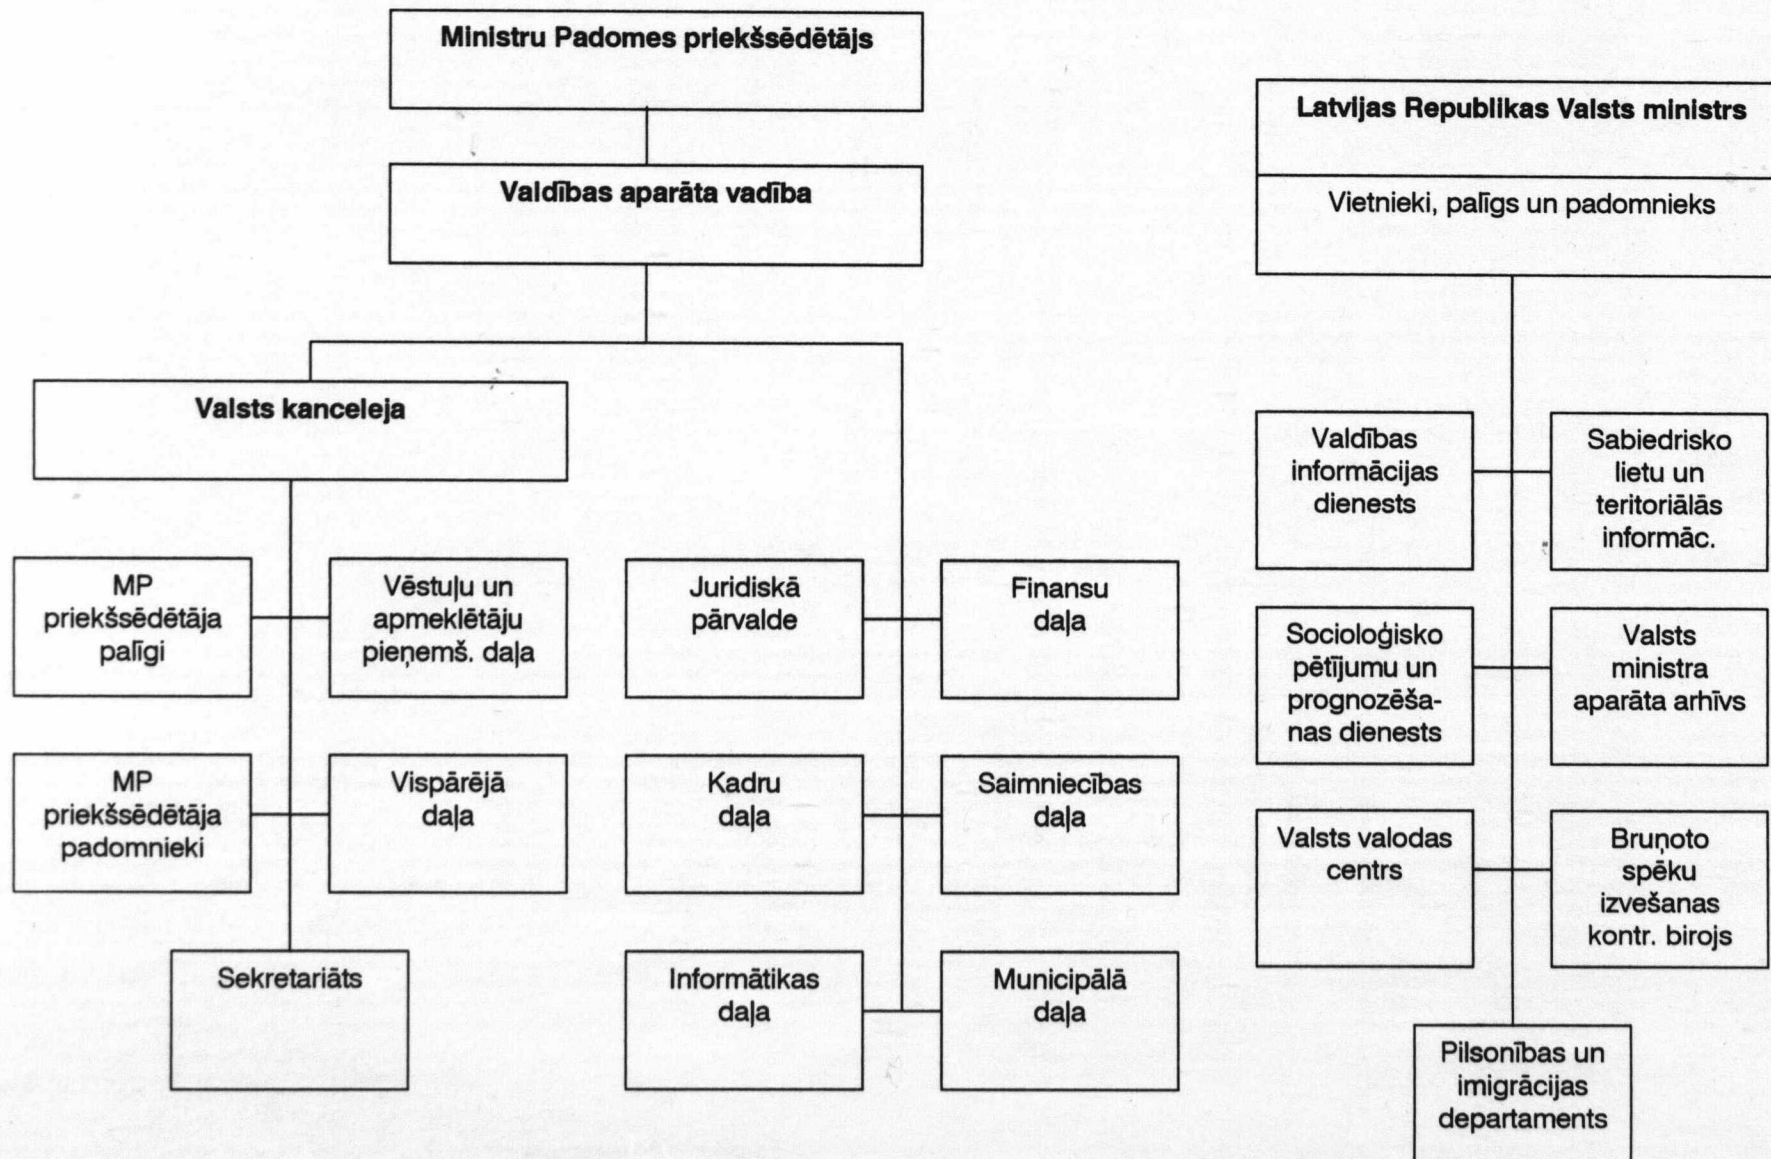 Ministru Padomes priekšsēdētājs
Valdības aparāta vadība
Valsts kanceleja
MP
priekšsēdētāja
palīgi
Vēstuļu un
apmeklētāju
pieņemš. daļa
MP
priekšsēdētāja
padomnieki
Vispārējā
daļa
Sekretariāts
Juridiskā
pārvalde
Finansu
daļa
Kadru
daļa
Saimniecības
daļa
Informātikas
daļa
Municipālā
daļa
Latvijas Republikas Valsts ministrs
Vietnieki, palīgs un padomnieks
Valdības
informācijas
dienests
Sabiedrisko
lietu un
teritoriālās
informāc.
Socioloģisko
pētījumu un
prognozēša-
nas dienests
Valsts
ministra
aparāta arhīvs
Valsts valodas
centrs
Bruņoto
spēku
izvešanas
kontr. birojs
Pilsonības un
imigrācijas
departaments